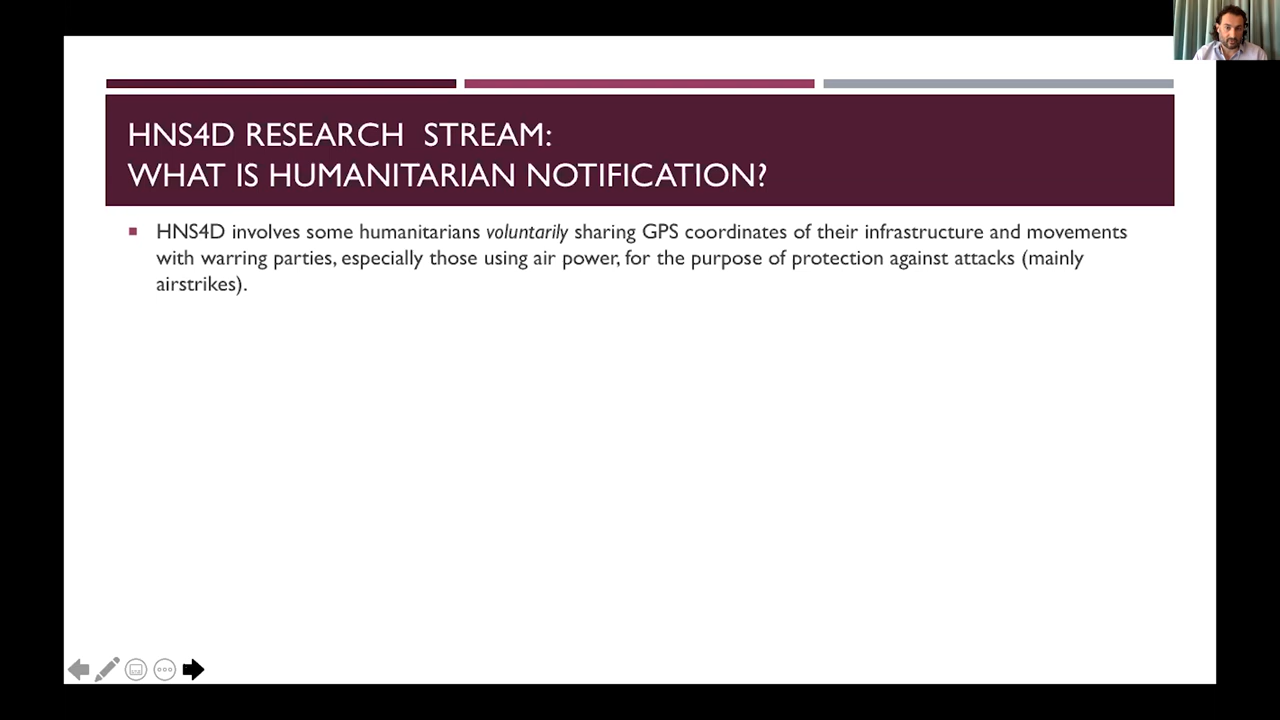 HNS4D RESEARCH STREAM:
WHAT IS HUMANITARIAN NOTIFICATION?
HNS4D involves some humanitarians voluntarily sharing GPS coordinates of their infrastructure and movements
with warring parties, especially those using air power, for the purpose of protection against attacks (mainly
airstrikes).